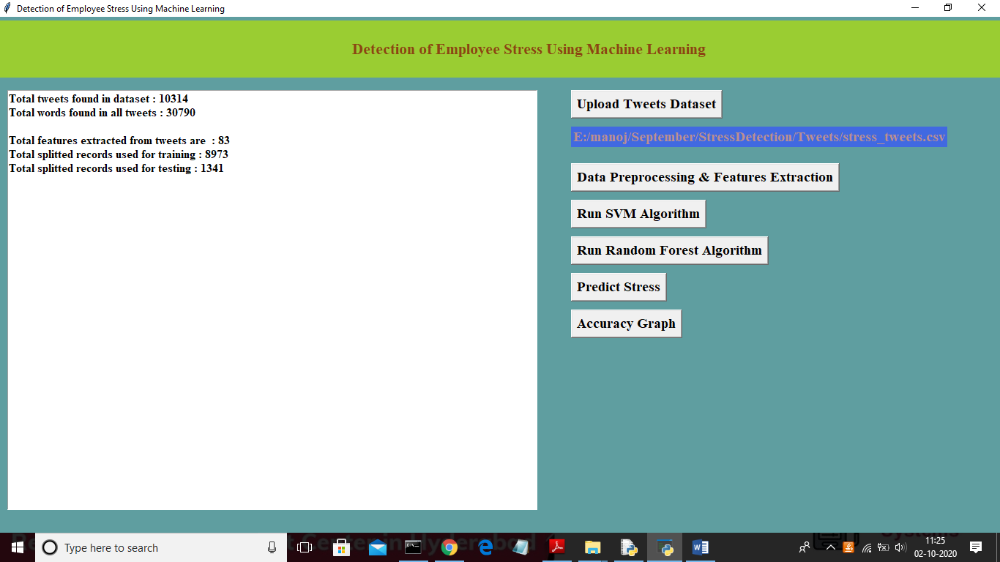 Detection of Employee Stress Using Machine Learning
Detection of Employee Stress Using Machine Learning
Total tweets found in dataset : 10314
Total words found in all tweets : 30790
Total features extracted from tweets are  : 83
Total splitted records used for training : 8973
Total splitted records used for testing : 1341
Upload Tweets Dataset
E:/manoj/September/StressDetection/Tweets/stress_tweets.csv
Data Preprocessing & Features Extraction
Run SVM Algorithm
Run Random Forest Algorithm
Predict Stress
Accuracy Graph
Type here to search
11:25
02-10-2020